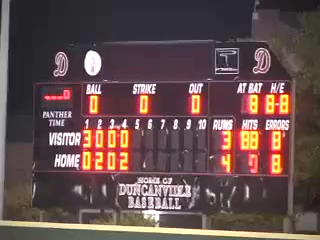 D D
BALL STRIKE OUT AT BAT H/E
0 0 0 8 8-8
PANTHER
TIME
1 2 3 4 5 6 7 8 9 10 RUNS HITS ERRORS
VISITOR 3 0 0 0 3 88 8
HOME 0 2 0 2 4 8
HOME OF
DUNCANVILLE
BASEBALL